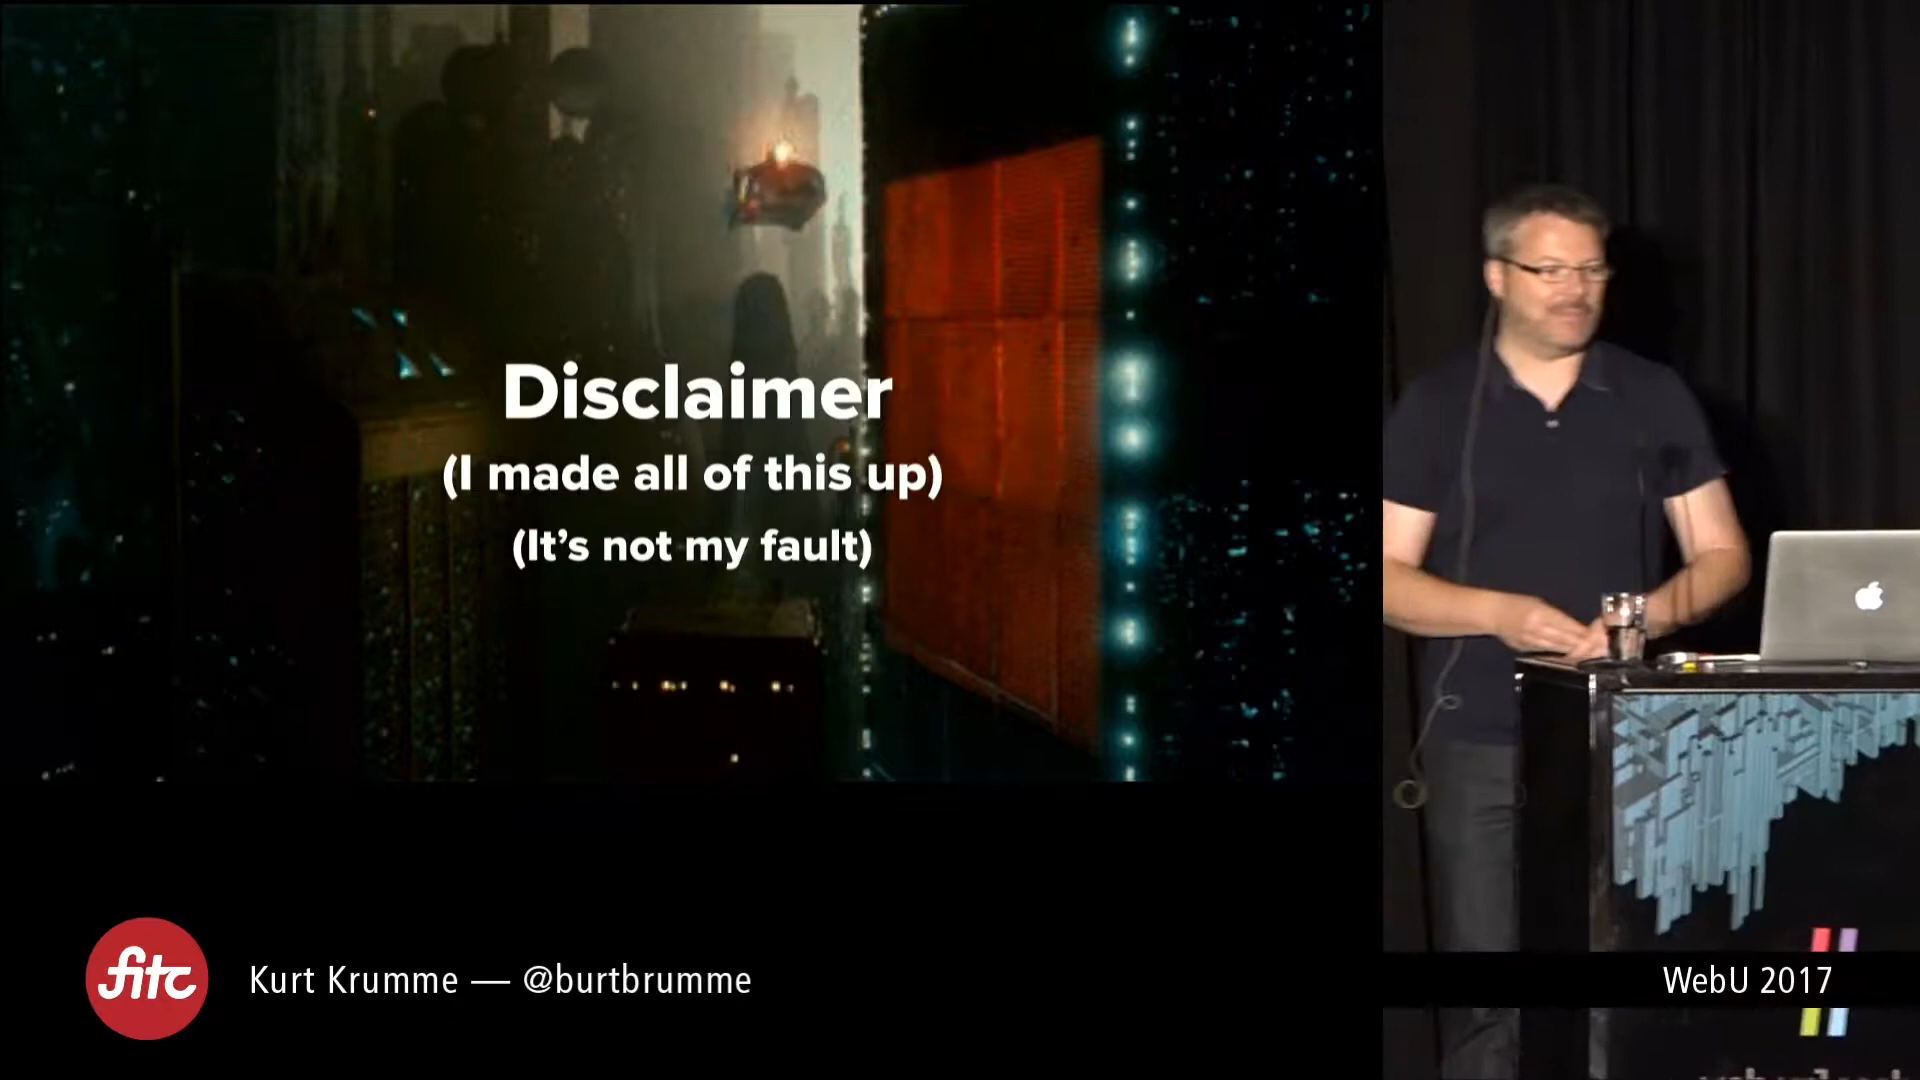 Disclaimer
(I made all of this up)
(It's not my fault)
fitc
Kurt Krumme — @burtbrumme
WebU 2017